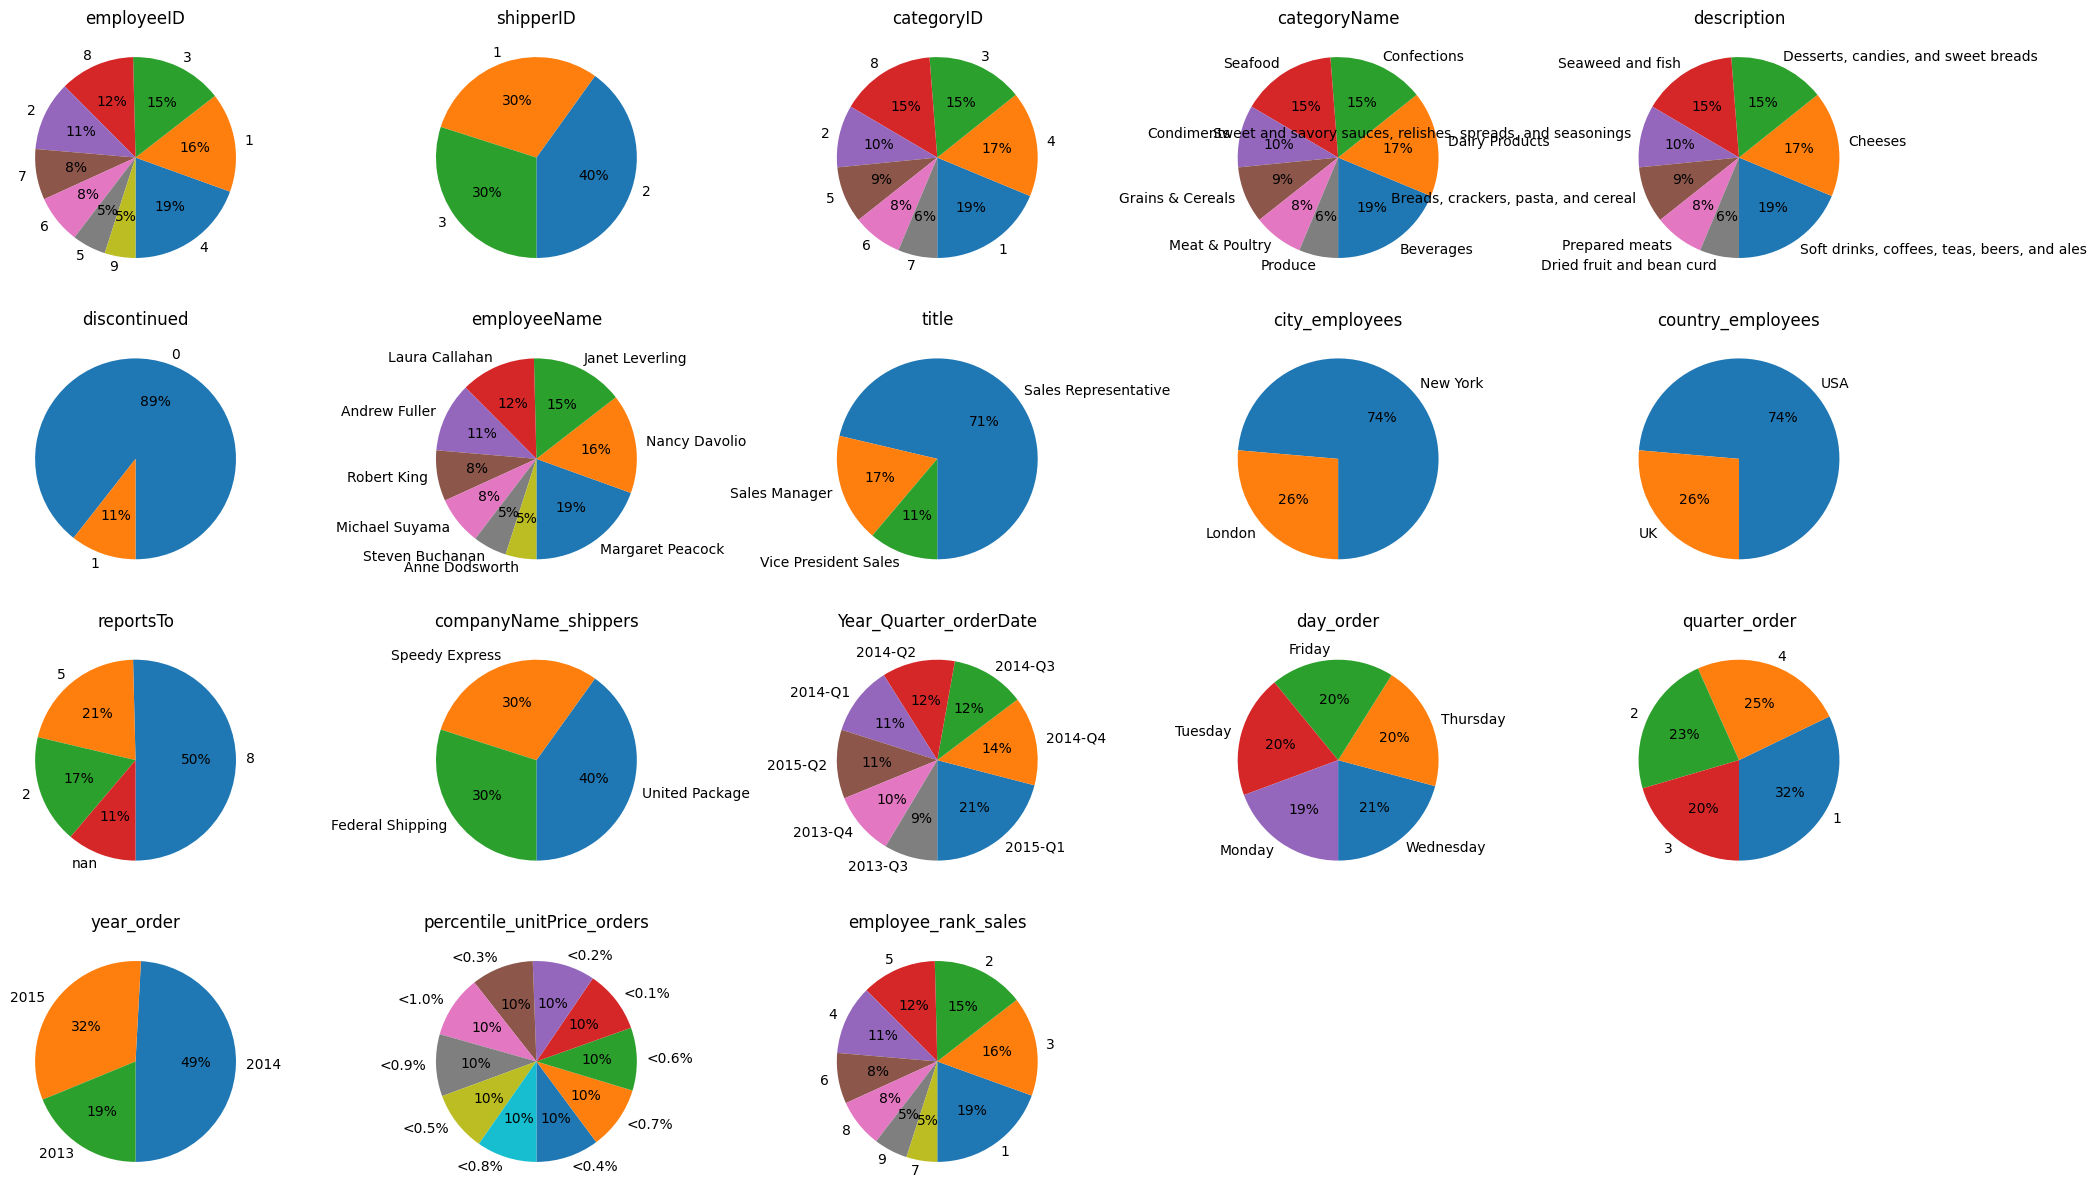 employeeID
8
3
2
12%
15%
11%
16%
1
7
8%
8%
5%
5%
19%
6
5
9
4
shipperID
1
30%
40%
2
30%
3
categoryID
8
3
15%
15%
2
10%
17%
4
9%
5
8%
6%
19%
6
7
1
categoryName
Seafood
Confections
15%
15%
Condiments
10%
17%
Dairy Products
9%
Grains & Cereals
8%
6%
19%
Meat & Poultry
Produce
Beverages
description
Seaweed and fish
Desserts, candies, and sweet breads
15%
15%
Sweet and savory sauces, relishes, spreads, and seasonings
10%
17%
Cheeses
9%
Breads, crackers, pasta, and cereal
8%
6%
19%
Prepared meats
Dried fruit and bean curd
Soft drinks, coffees, teas, beers, and ales
discontinued
0
89%
11%
1
employeeName
Laura Callahan
Janet Leverling
12%
15%
Andrew Fuller
11%
16%
Nancy Davolio
Robert King
8%
8%
5%
5%
19%
Michael Suyama
Steven Buchanan
Anne Dodsworth
Margaret Peacock
title
Sales Representative
71%
17%
Sales Manager
11%
Vice President Sales
city_employees
New York
74%
26%
London
country_employees
USA
74%
26%
UK
reportsTo
5
21%
50%
8
2
17%
11%
nan
companyName_shippers
Speedy Express
30%
40%
United Package
30%
Federal Shipping
Year_Quarter_orderDate
2014-Q2
2014-Q3
2014-Q1
12%
12%
11%
14%
2014-Q4
2015-Q2
11%
10%
9%
21%
2013-Q4
2013-Q3
2015-Q1
day_order
Friday
20%
Thursday
20%
Tuesday
20%
19%
21%
Monday
Wednesday
quarter_order
4
25%
2
23%
32%
20%
1
3
year_order
2015
32%
49%
2014
19%
2013
percentile_unitPrice_orders
<0.3%
<0.2%
<1.0%
<0.1%
10%
10%
10%
10%
<0.9%
10%
10%
<0.6%
10%
10%
10%
10%
<0.5%
<0.7%
<0.8%
<0.4%
employee_rank_sales
5
2
4
12%
15%
11%
16%
3
6
8%
8%
5%
5%
19%
8
9
7
1